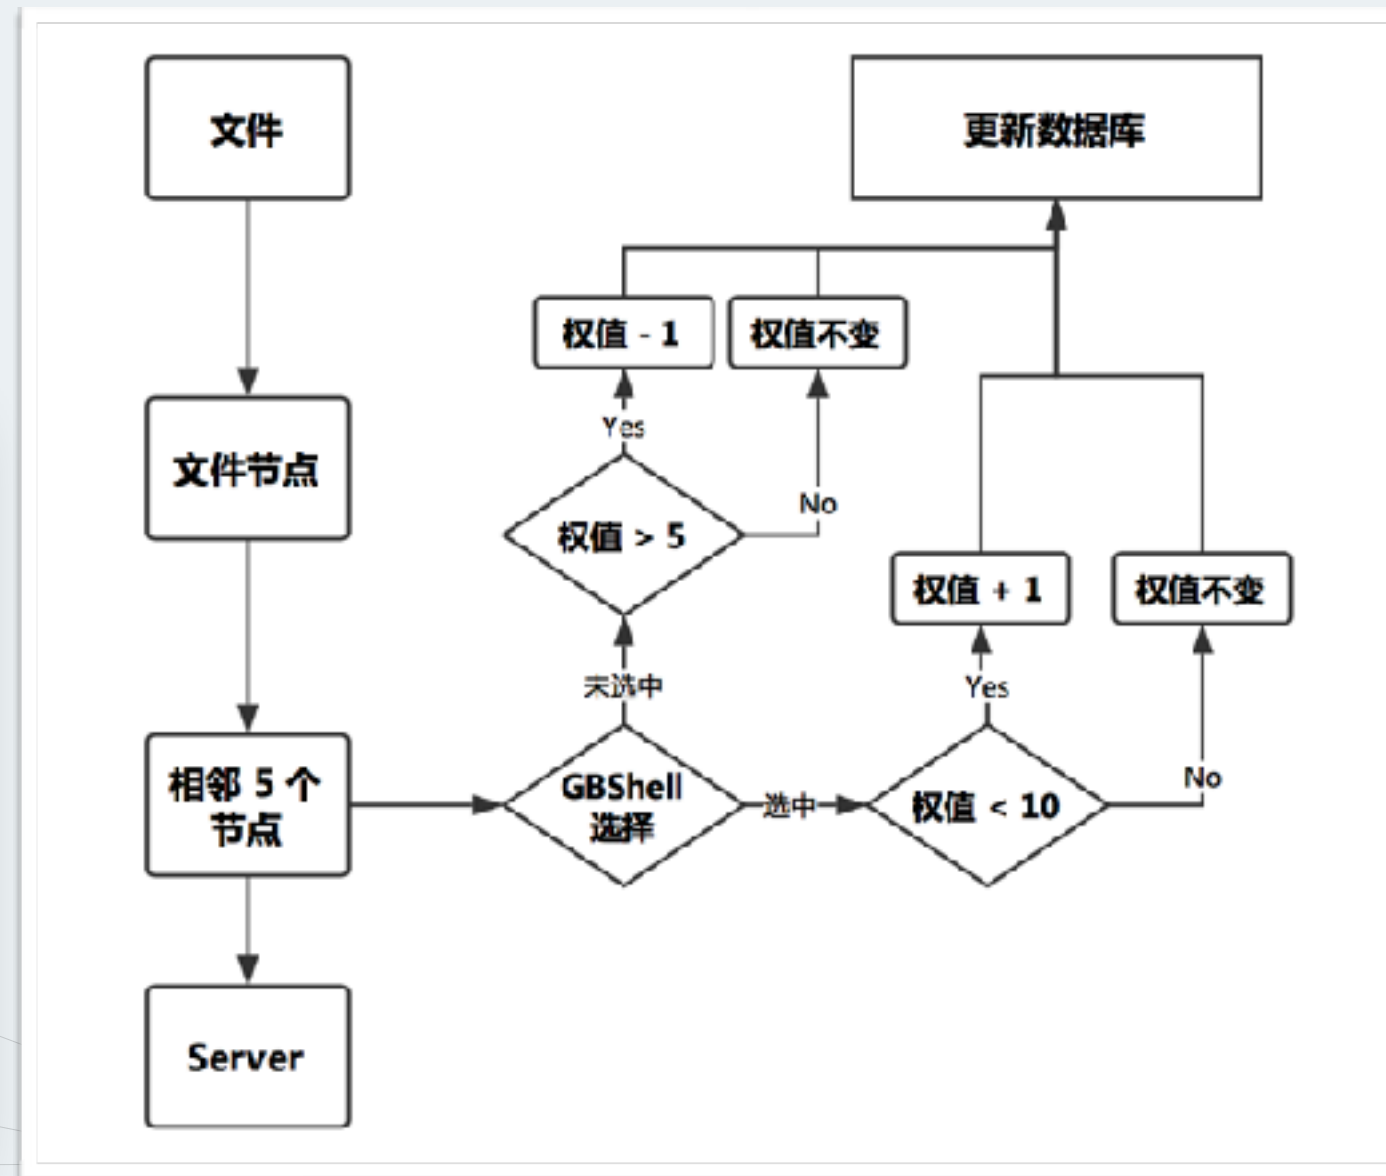 文件
更新数据库
权值 - 1
权值不变
Yes
文件节点
No
权值 > 5
权值 + 1
权值不变
未选中
Yes
相邻 5 个
节点
GBShell
选择
选中
权值 < 10
No
Server